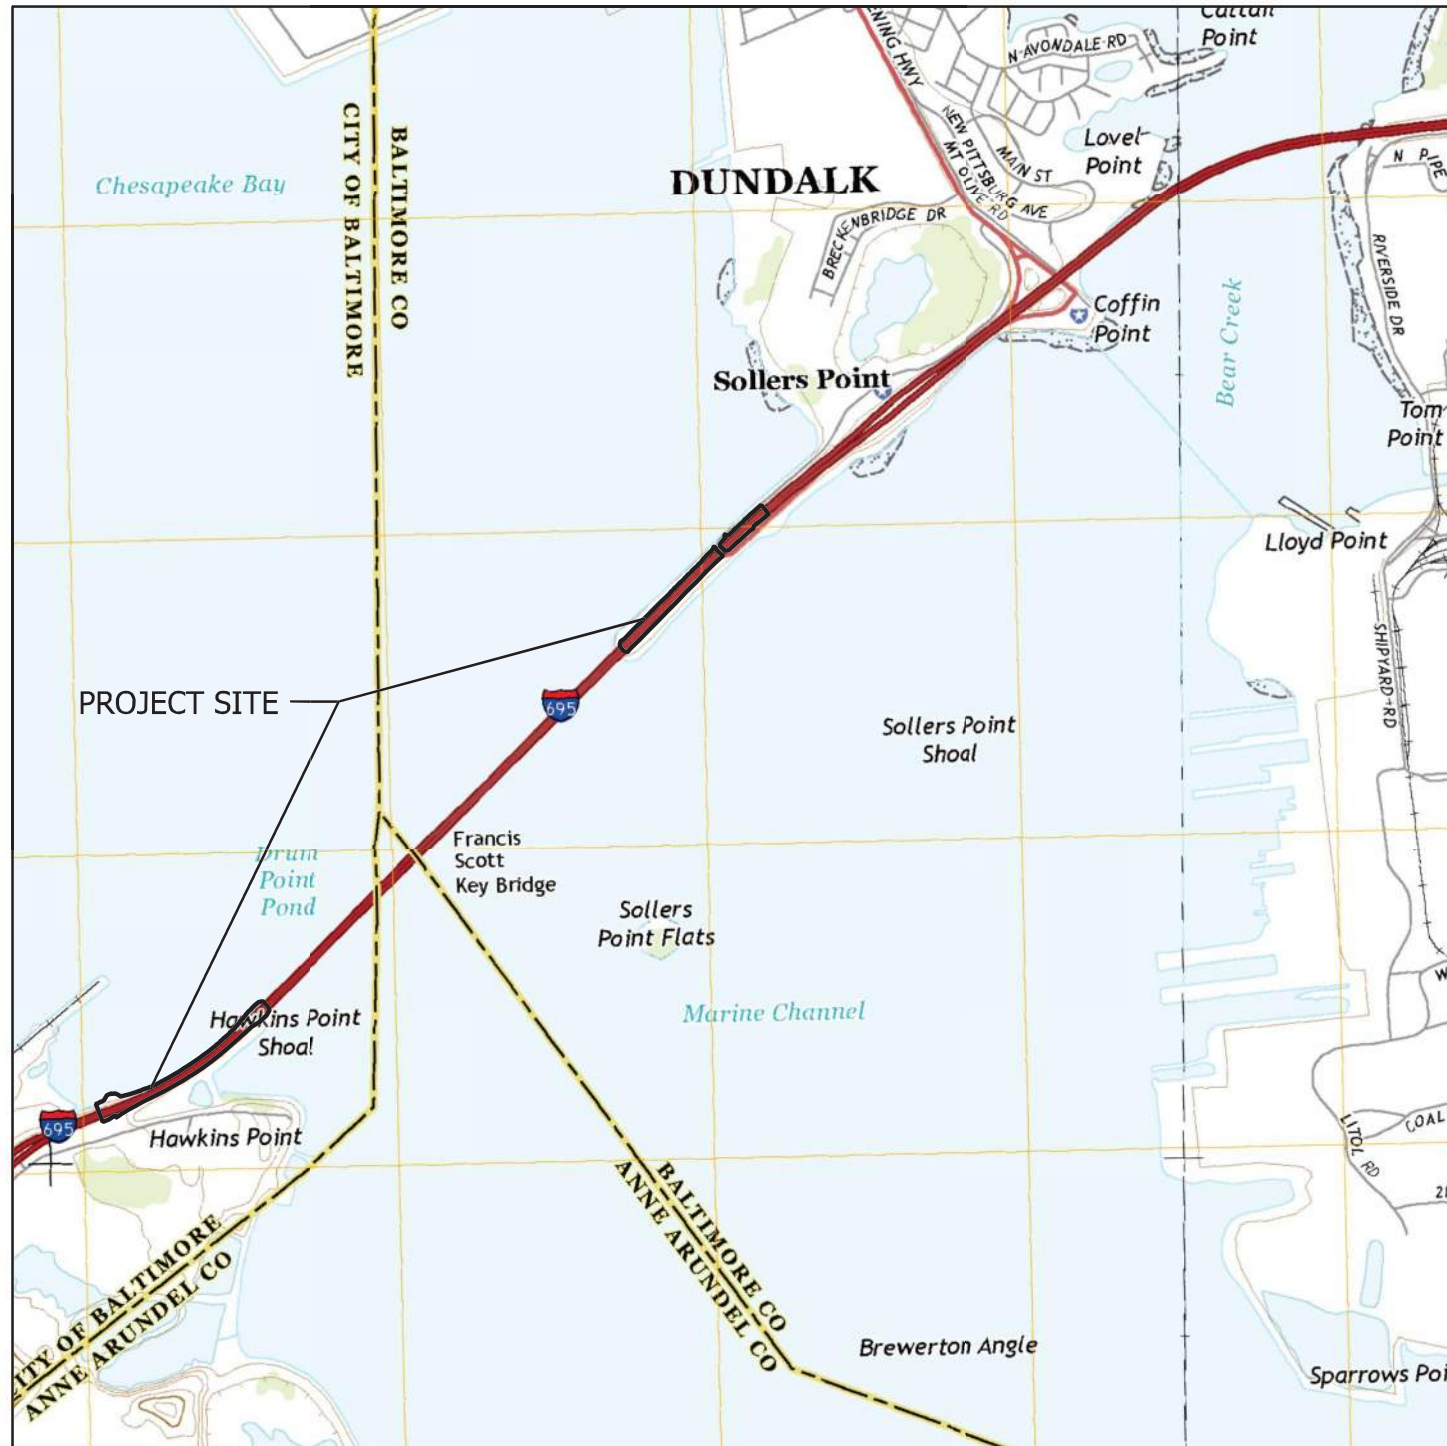 Cattail
Point
ENING HWY
N AVONDALE RD
Lovel
Point
NEW PITTSBURG AVE
MAIN ST
MT OLIVE RD
N PIPE
CITY OF BALTIMORE
BALTIMORE CO
Chesapeake Bay
DUNDALK
BRECKENBRIDGE DR
RIVERSIDE DR
Coffin
Point
Bear Creek
Sollers Point
Tom
Point
Lloyd Point
SHIPYARD RD
PROJECT SITE
695
Sollers Point
Shoal
Francis
Scott
Key Bridge
Drum
Point
Pond
Sollers
Point Flats
Marine Channel
Hawkins Point
Shoal
W
695
Hawkins Point
LITOL RD
COAL
BALTIMORE CO
ANNE ARUNDEL CO
CITY OF BALTIMORE
ANNE ARUNDEL CO
Brewerton Angle
Sparrows Poi